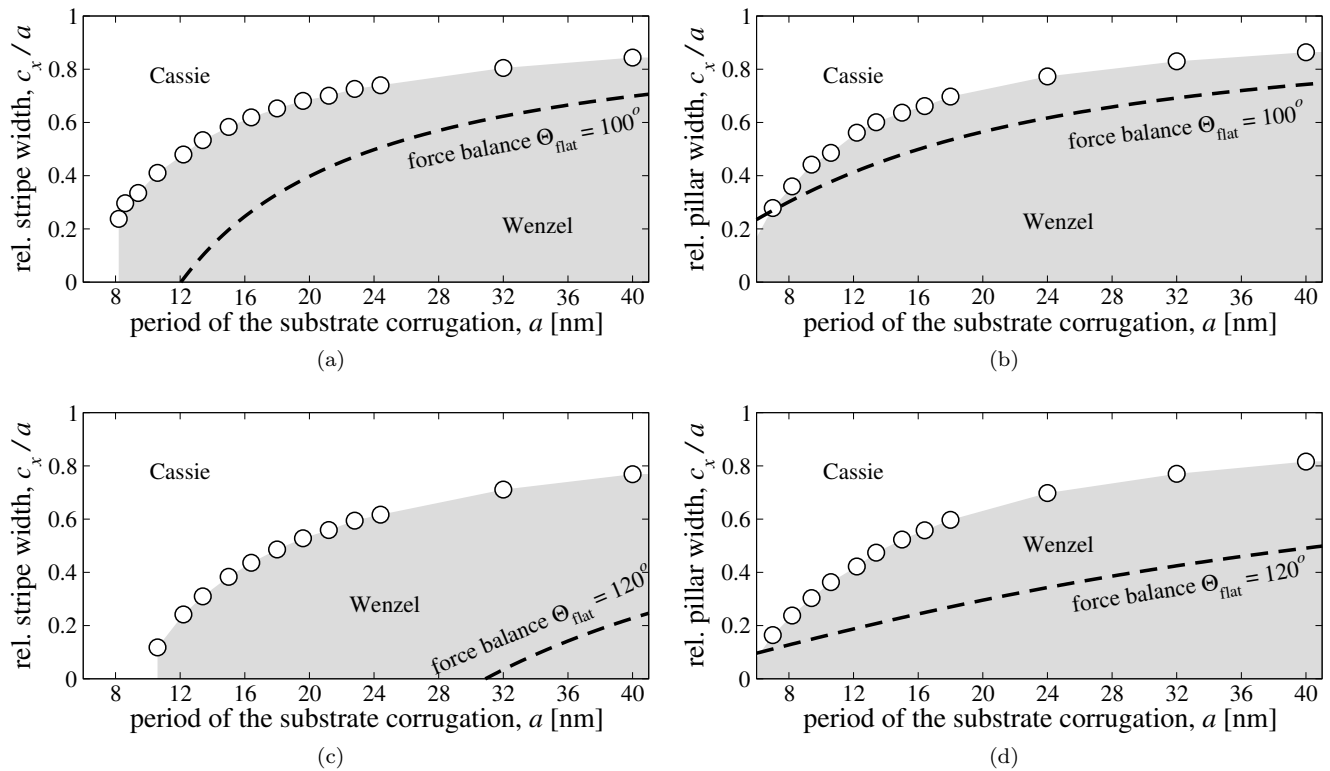 1
0.8
0.6
0.4
0.2
0
rel. stripe width, c_x / a
Cassie
force balance Θ_flat = 100°
Wenzel
8 12 16 20 24 28 32 36 40
period of the substrate corrugation, a [nm]
(a)
1
0.8
0.6
0.4
0.2
0
rel. pillar width, c_x / a
Cassie
force balance Θ_flat = 100°
Wenzel
8 12 16 20 24 28 32 36 40
period of the substrate corrugation, a [nm]
(b)
1
0.8
0.6
0.4
0.2
0
rel. stripe width, c_x / a
Cassie
Wenzel
force balance Θ_flat = 120°
8 12 16 20 24 28 32 36 40
period of the substrate corrugation, a [nm]
(c)
1
0.8
0.6
0.4
0.2
0
rel. pillar width, c_x / a
Cassie
Wenzel
force balance Θ_flat = 120°
8 12 16 20 24 28 32 36 40
period of the substrate corrugation, a [nm]
(d)